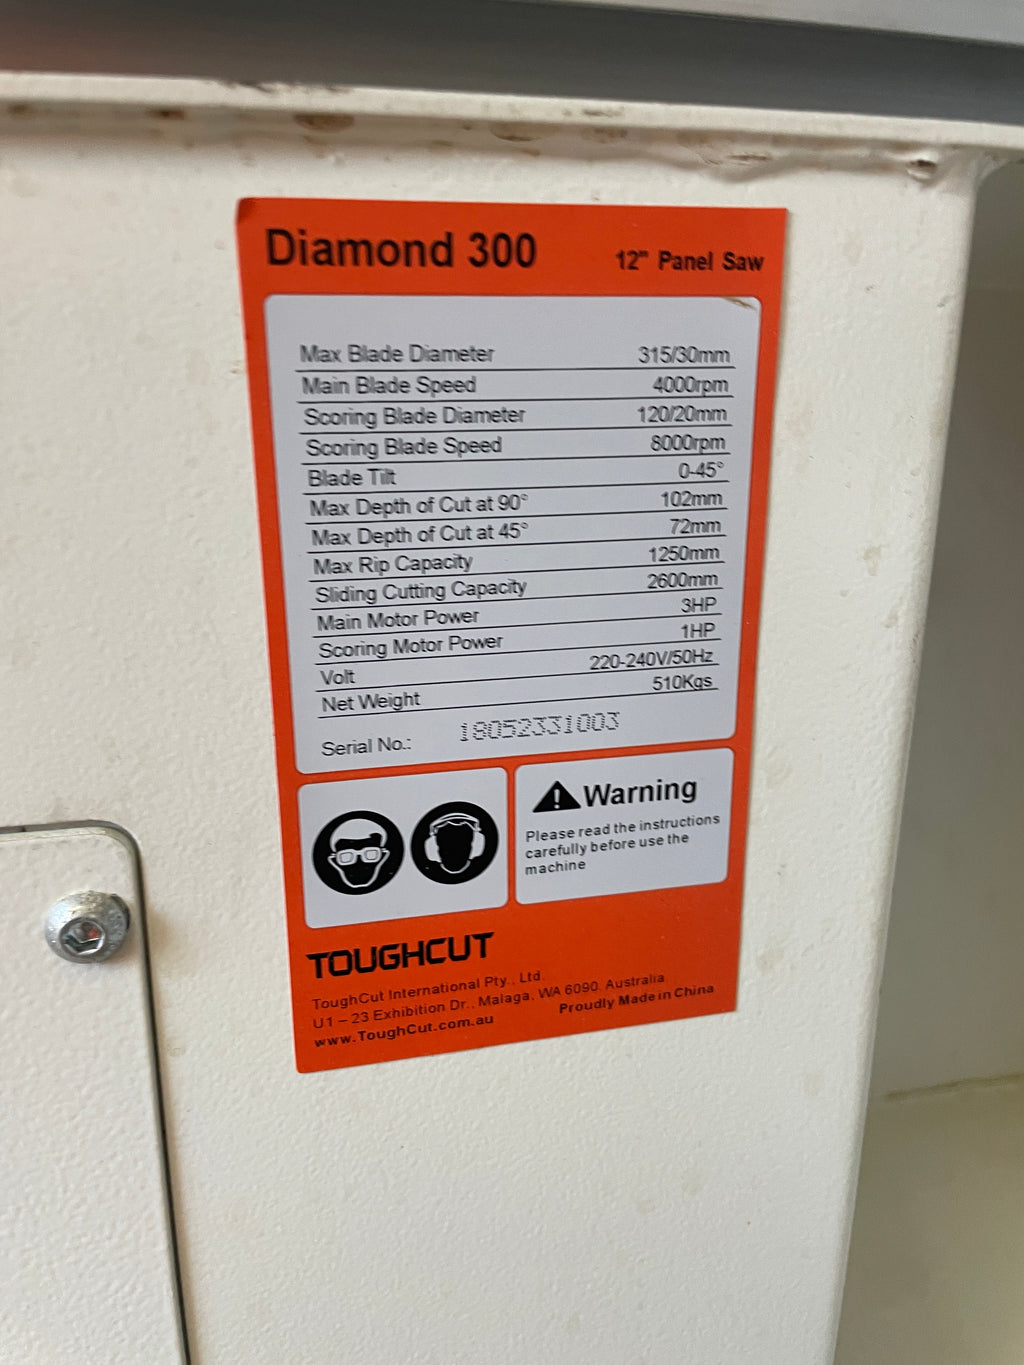 Diamond 300 12" Panel Saw
Max Blade Diameter 315/30mm
Main Blade Speed 4000rpm
Scoring Blade Diameter 120/20mm
Scoring Blade Speed 8000rpm
Blade Tilt 0-45°
Max Depth of Cut at 90° 102mm
Max Depth of Cut at 45° 72mm
Max Rip Capacity 1250mm
Sliding Cutting Capacity 2600mm
Main Motor Power 3HP
Scoring Motor Power 1HP
Volt 220-240V/50Hz
Net Weight 510Kgs
Serial No.: 18052331003
Warning
Please read the instructions
carefully before use the
machine
TOUGHCUT
ToughCut International Pty., Ltd.
U1 – 23 Exhibition Dr., Malaga, WA 6090. Australia
www.ToughCut.com.au Proudly Made in China